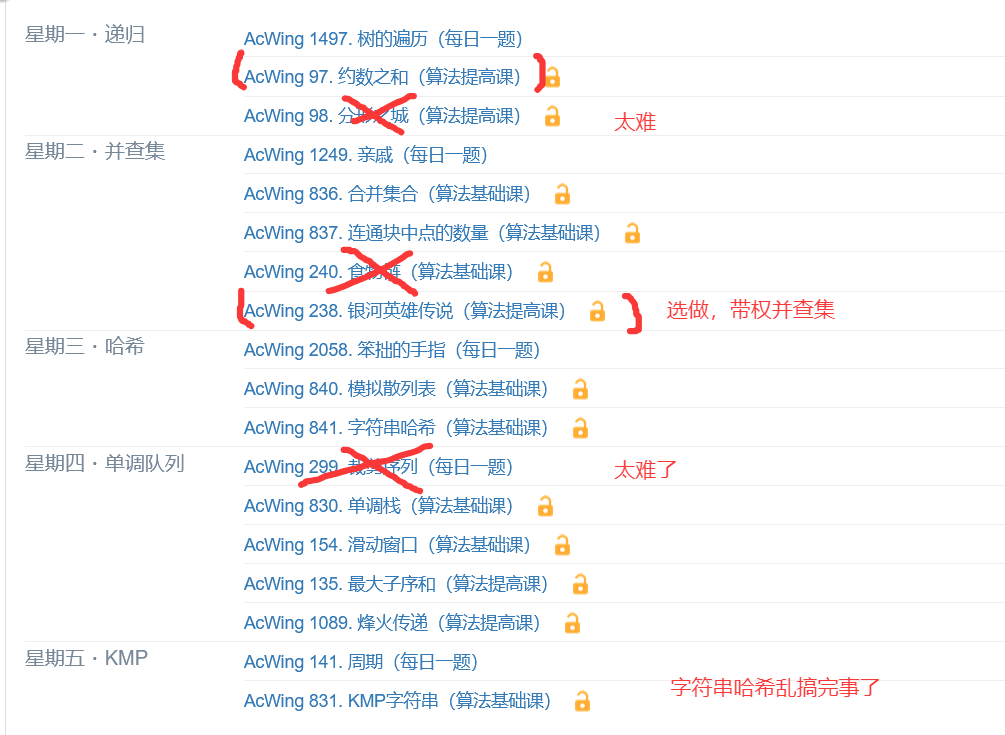 星期一 · 递归
AcWing 1497. 树的遍历（每日一题）
AcWing 97. 约数之和（算法提高课）
AcWing 98. 分形之城（算法提高课）
太难
星期二 · 并查集
AcWing 1249. 亲戚（每日一题）
AcWing 836. 合并集合（算法基础课）
AcWing 837. 连通块中点的数量（算法基础课）
AcWing 240. 食物链（算法基础课）
AcWing 238. 银河英雄传说（算法提高课）
选做，带权并查集
星期三 · 哈希
AcWing 2058. 笨拙的手指（每日一题）
AcWing 840. 模拟散列表（算法基础课）
AcWing 841. 字符串哈希（算法基础课）
星期四 · 单调队列
AcWing 299. 裁剪序列（每日一题）
太难了
AcWing 830. 单调栈（算法基础课）
AcWing 154. 滑动窗口（算法基础课）
AcWing 135. 最大子序和（算法提高课）
AcWing 1089. 烽火传递（算法提高课）
星期五 · KMP
AcWing 141. 周期（每日一题）
AcWing 831. KMP字符串（算法基础课）
字符串哈希乱搞完事了